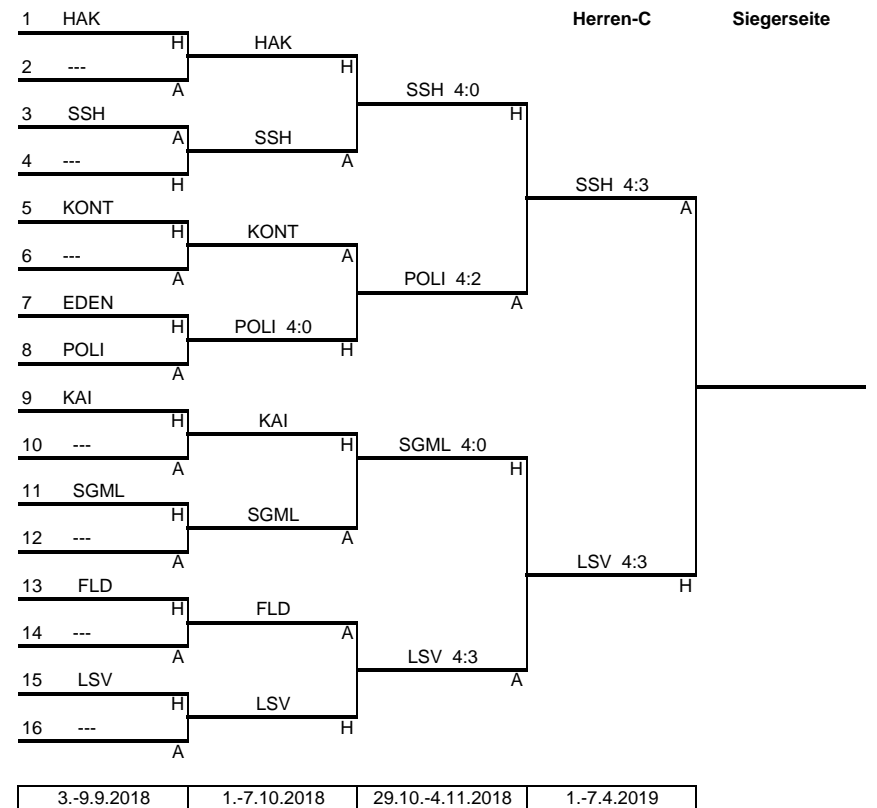 1 HAK Herren-C Siegerseite
H HAK
2 --- H
A SSH 4:0
3 SSH H
A SSH
4 --- A
H SSH 4:3
5 KONT A
H KONT
6 --- A
A POLI 4:2
7 EDEN A
H POLI 4:0
8 POLI H
A
9 KAI
H KAI
10 --- H SGML 4:0
A H
11 SGML
H SGML
12 --- A
A LSV 4:3
13 FLD H
H FLD
14 --- A
A LSV 4:3
15 LSV A
H LSV
16 --- H
A
3.-9.9.2018 1.-7.10.2018 29.10.-4.11.2018 1.-7.4.2019